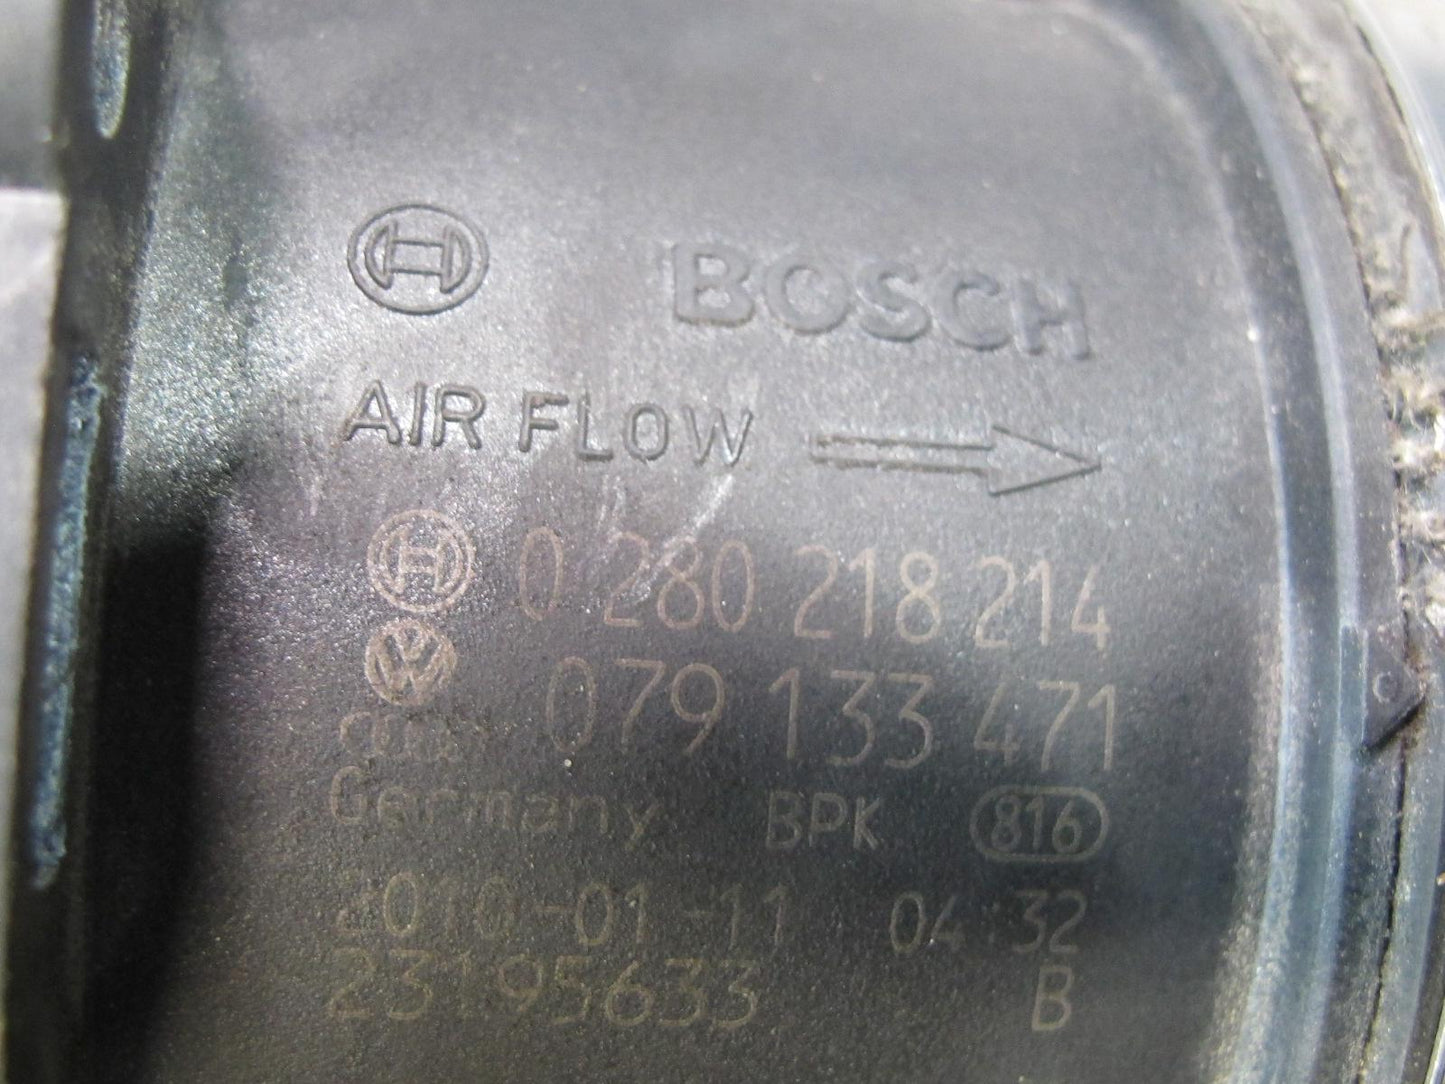 BOSCH
AIR FLOW
0 280 218 214
079 133 471
Germany BPK 816
2010-01-11 04:32
23195633 B